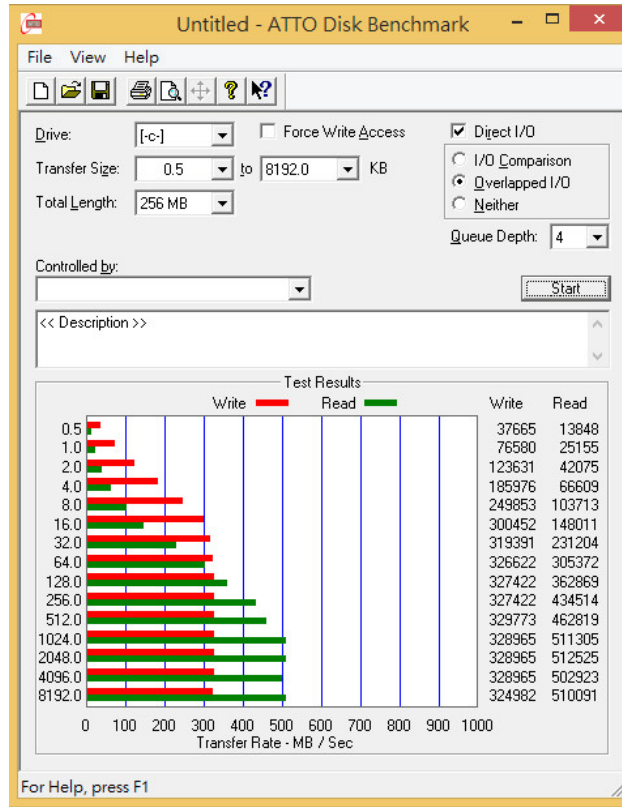 Untitled - ATTO Disk Benchmark
File View Help
Drive: [-c-] Force Write Access Direct I/O
Transfer Size: 0.5 to 8192.0 KB I/O Comparison
Overlapped I/O
Total Length: 256 MB Neither
Queue Depth: 4
Controlled by:
Start
<< Description >>
Test Results
Write Read Write Read
0.5 37665 13848
1.0 76580 25155
2.0 123631 42075
4.0 185976 66609
8.0 249853 103713
16.0 300452 148011
32.0 319391 231204
64.0 326622 305372
128.0 327422 362869
256.0 327422 434514
512.0 329773 462819
1024.0 328965 511305
2048.0 328965 512525
4096.0 328965 502923
8192.0 324982 510091
0 100 200 300 400 500 600 700 800 900 1000
Transfer Rate - MB / Sec
For Help, press F1